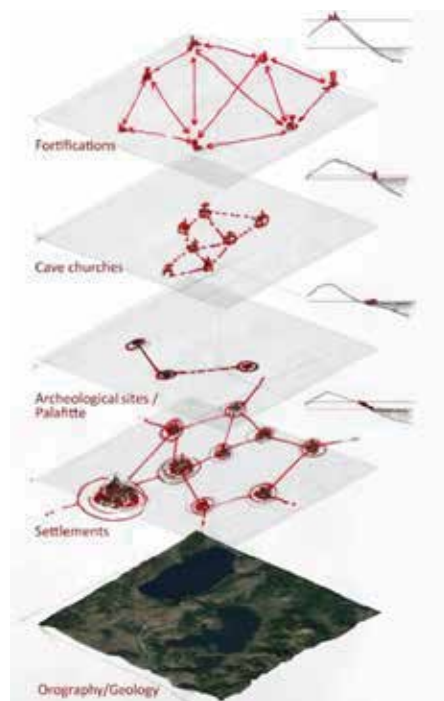 Fortifications
Cave churches
Archeological sites /
Palafitte
Settlements
Orography/Geology